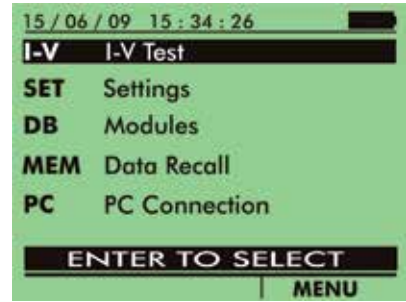 15 / 06 / 09 15 : 34 : 26
I-V I-V Test
SET Settings
DB Modules
MEM Data Recall
PC PC Connection
ENTER TO SELECT
MENU